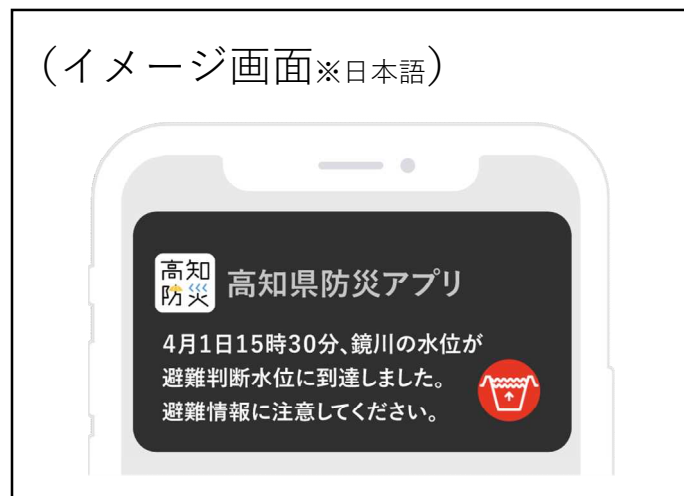 (イメージ画面※日本語)
高知
防災
高知県防災アプリ
4月1日15時30分、鏡川の水位が
避難判断水位に到達しました。
避難情報に注意してください。